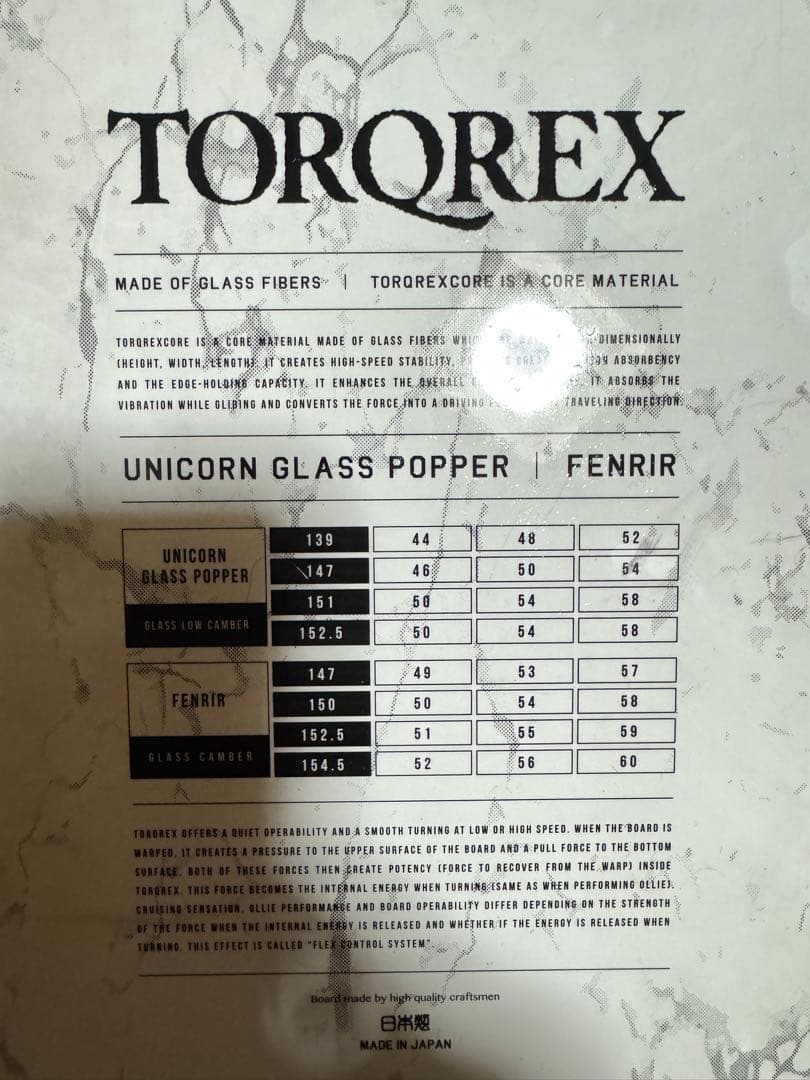 TORQREX
MADE OF GLASS FIBERS | TORQREXCORE IS A CORE MATERIAL
TORQREXCORE IS A CORE MATERIAL MADE OF GLASS FIBERS DIMENSIONALLY
(HEIGHT, WIDTH, LENGTH). IT CREATES HIGH-SPEED STABILITY, ABSORBENCY
AND THE EDGE-HOLDING CAPACITY. IT ENHANCES THE OVERALL IT ABSORBS THE
VIBRATION WHILE GLIDING AND CONVERTS THE FORCE INTO A DRIVING TRAVELING DIRECTION.
UNICORN GLASS POPPER | FENRIR
UNICORN
GLASS POPPER
GLASS LOW CAMBER
139 44 48 52
147 46 50 54
151 50 54 58
152.5 50 54 58
FENRIR
GLASS CAMBER
147 49 53 57
150 50 54 58
152.5 51 55 59
154.5 52 56 60
TORQREX OFFERS A QUIET OPERABILITY AND A SMOOTH TURNING AT LOW OR HIGH SPEED. WHEN THE BOARD IS
WARPED, IT CREATES A PRESSURE TO THE UPPER SURFACE OF THE BOARD AND A PULL FORCE TO THE BOTTOM
SURFACE. BOTH OF THESE FORCES THEN CREATE POTENCY (FORCE TO RECOVER FROM THE WARP) INSIDE
TORQREX. THIS FORCE BECOMES THE INTERNAL ENERGY WHEN TURNING (SAME AS WHEN PERFORMING OLLIE).
CRUISING SENSATION, OLLIE PERFORMANCE AND BOARD OPERABILITY DIFFER DEPENDING ON THE STRENGTH
OF THE FORCE WHEN THE INTERNAL ENERGY IS RELEASED AND WHETHER IF THE ENERGY IS RELEASED WHEN
TURNING. THIS EFFECT IS CALLED "FLEX CONTROL SYSTEM".
Board made by high quality craftsmen
日本製
MADE IN JAPAN